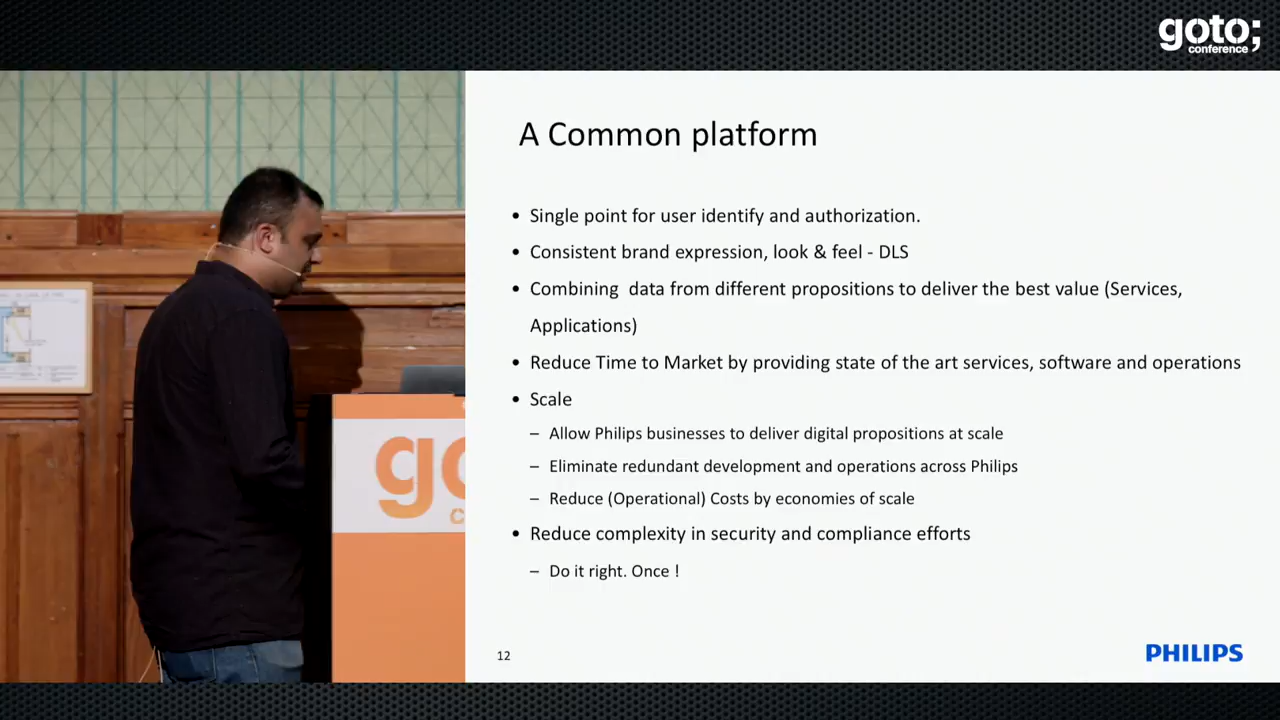 goto;
conference
A Common platform
• Single point for user identify and authorization.
• Consistent brand expression, look & feel - DLS
• Combining data from different propositions to deliver the best value (Services,
Applications)
• Reduce Time to Market by providing state of the art services, software and operations
• Scale
– Allow Philips businesses to deliver digital propositions at scale
– Eliminate redundant development and operations across Philips
– Reduce (Operational) Costs by economies of scale
• Reduce complexity in security and compliance efforts
– Do it right. Once !
12
PHILIPS
go
c